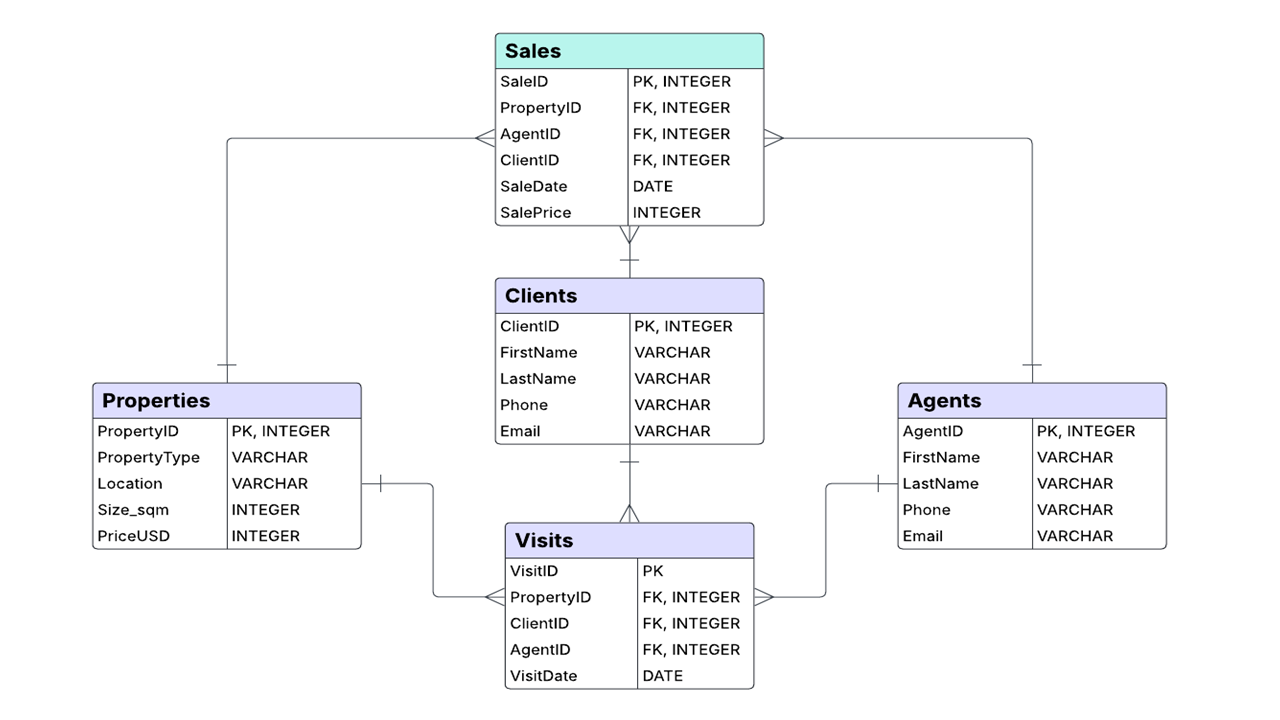 Sales
SaleID PK, INTEGER
PropertyID FK, INTEGER
AgentID FK, INTEGER
ClientID FK, INTEGER
SaleDate DATE
SalePrice INTEGER
Clients
ClientID PK, INTEGER
FirstName VARCHAR
LastName VARCHAR
Phone VARCHAR
Email VARCHAR
Properties
PropertyID PK, INTEGER
PropertyType VARCHAR
Location VARCHAR
Size_sqm INTEGER
PriceUSD INTEGER
Agents
AgentID PK, INTEGER
FirstName VARCHAR
LastName VARCHAR
Phone VARCHAR
Email VARCHAR
Visits
VisitID PK
PropertyID FK, INTEGER
ClientID FK, INTEGER
AgentID FK, INTEGER
VisitDate DATE